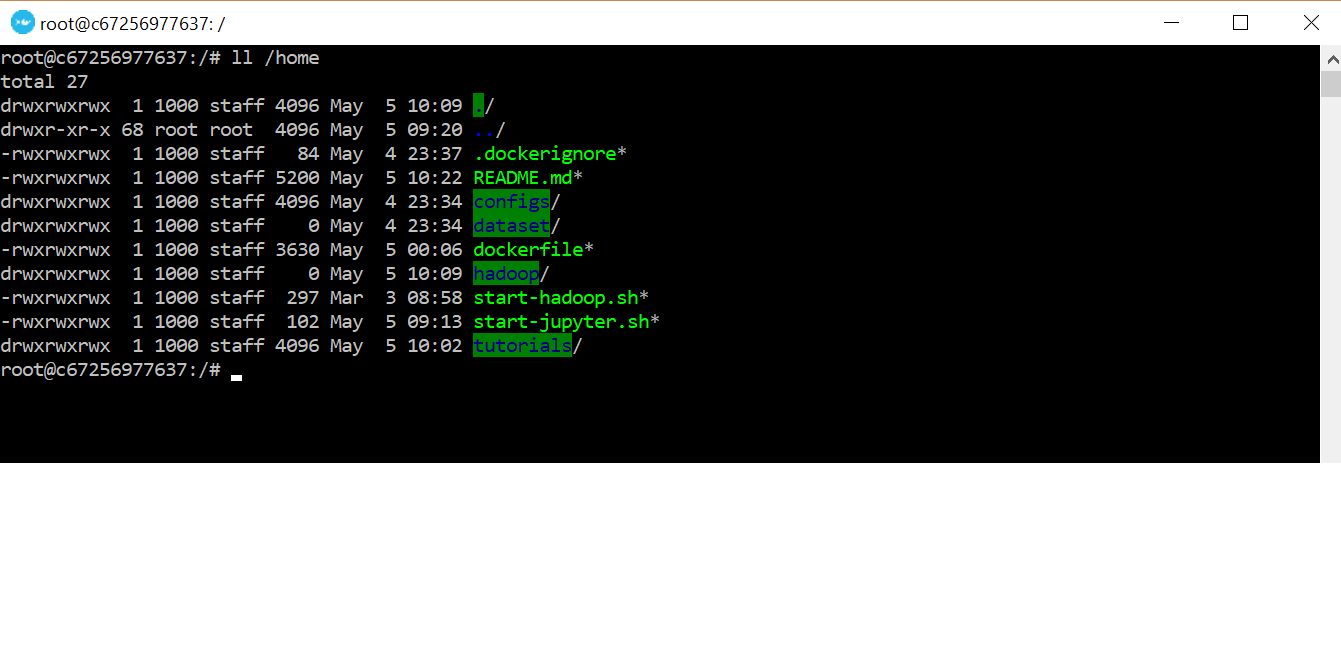 root@c67256977637: /
root@c67256977637:/# ll /home
total 27
drwxrwxrwx  1 1000 staff 4096 May  5 10:09 ./
drwxr-xr-x 68 root root  4096 May  5 09:20 ../
-rwxrwxrwx  1 1000 staff   84 May  4 23:37 .dockerignore*
-rwxrwxrwx  1 1000 staff 5200 May  5 10:22 README.md*
drwxrwxrwx  1 1000 staff 4096 May  4 23:34 configs/
drwxrwxrwx  1 1000 staff    0 May  4 23:34 dataset/
-rwxrwxrwx  1 1000 staff 3630 May  5 00:06 dockerfile*
drwxrwxrwx  1 1000 staff    0 May  5 10:09 hadoop/
-rwxrwxrwx  1 1000 staff  297 Mar  3 08:58 start-hadoop.sh*
-rwxrwxrwx  1 1000 staff  102 May  5 09:13 start-jupyter.sh*
drwxrwxrwx  1 1000 staff 4096 May  5 10:02 tutorials/
root@c67256977637:/#